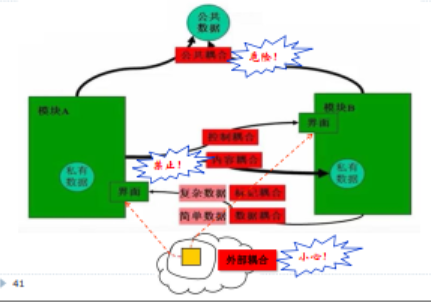 公共
数据
公共耦合
危险！
模块A
模块B
控制耦合
界面
禁止！
内容耦合
私有
数据
私有
数据
界面
复杂数据
标记耦合
简单数据
数据耦合
外部耦合
小心！
41